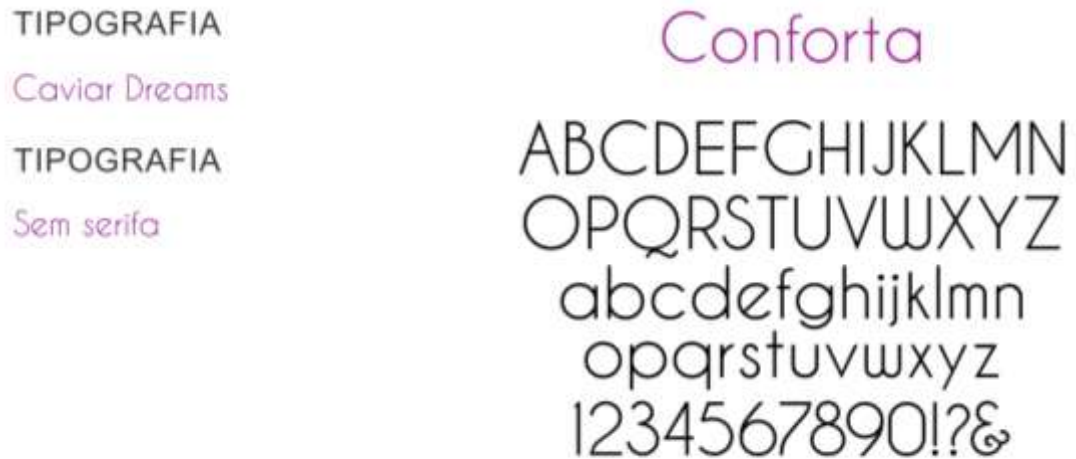 TIPOGRAFIA
Caviar Dreams
TIPOGRAFIA
Sem serifa
Conforta
ABCDEFGHIJKLMN
OPQRSTUVWXYZ
abcdefghijklmn
opqrstuvwxyz
1234567890!?&